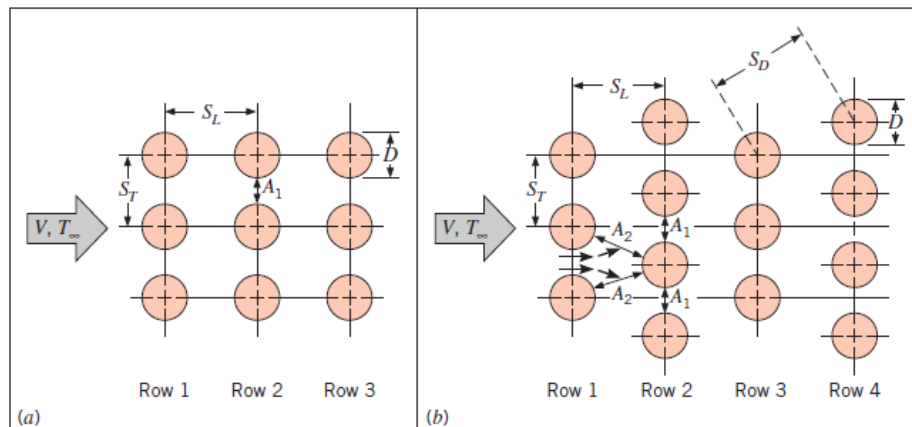 S_L
D
S_T
A_1
V, T_∞
Row 1 Row 2 Row 3
(a)
S_D
S_L
D
S_T
A_2 A_1
V, T_∞
A_2 A_1
Row 1 Row 2 Row 3 Row 4
(b)